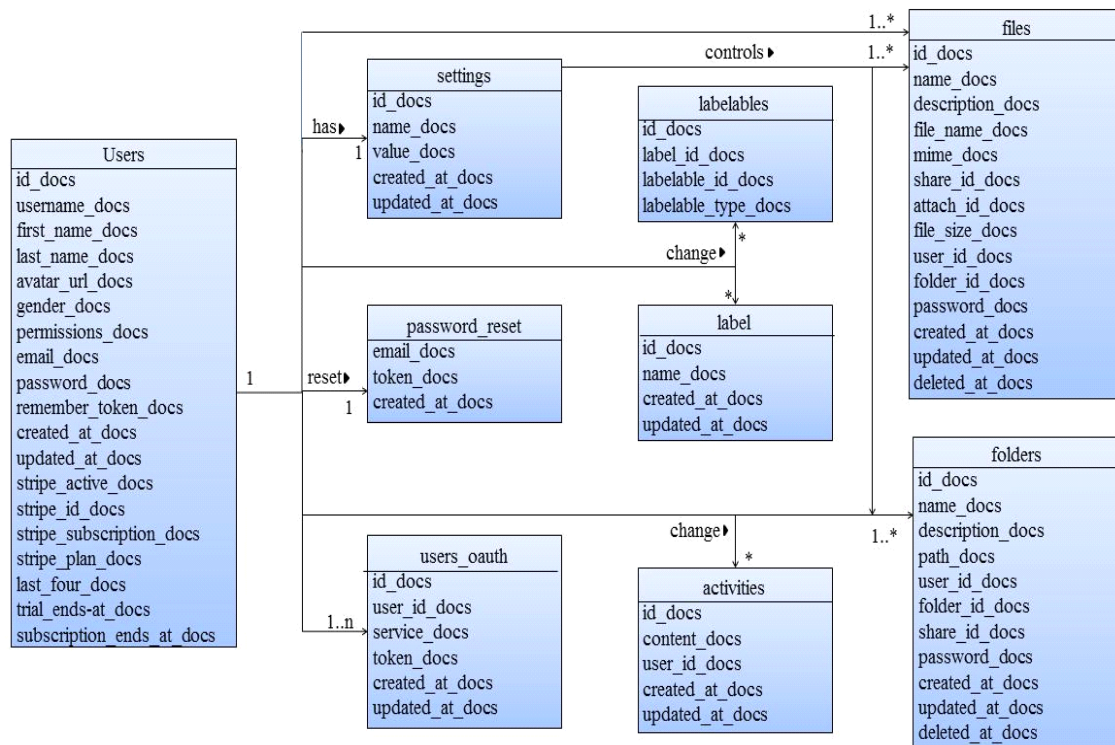 Users
id_docs
username_docs
first_name_docs
last_name_docs
avatar_url_docs
gender_docs
permissions_docs
email_docs
password_docs
remember_token_docs
created_at_docs
updated_at_docs
stripe_active_docs
stripe_id_docs
stripe_subscription_docs
stripe_plan_docs
last_four_docs
trial_ends-at_docs
subscription_ends_at_docs
1
has
1
settings
id_docs
name_docs
value_docs
created_at_docs
updated_at_docs
reset
1
password_reset
email_docs
token_docs
created_at_docs
1..n
users_oauth
id_docs
user_id_docs
service_docs
token_docs
created_at_docs
updated_at_docs
controls
labelables
id_docs
label_id_docs
labelable_id_docs
labelable_type_docs
*
change
*
label
id_docs
name_docs
created_at_docs
updated_at_docs
change
*
activities
id_docs
content_docs
user_id_docs
created_at_docs
updated_at_docs
1..*
1..*
files
id_docs
name_docs
description_docs
file_name_docs
mime_docs
share_id_docs
attach_id_docs
file_size_docs
user_id_docs
folder_id_docs
password_docs
created_at_docs
updated_at_docs
deleted_at_docs
1..*
folders
id_docs
name_docs
description_docs
path_docs
user_id_docs
folder_id_docs
share_id_docs
password_docs
created_at_docs
updated_at_docs
deleted_at_docs